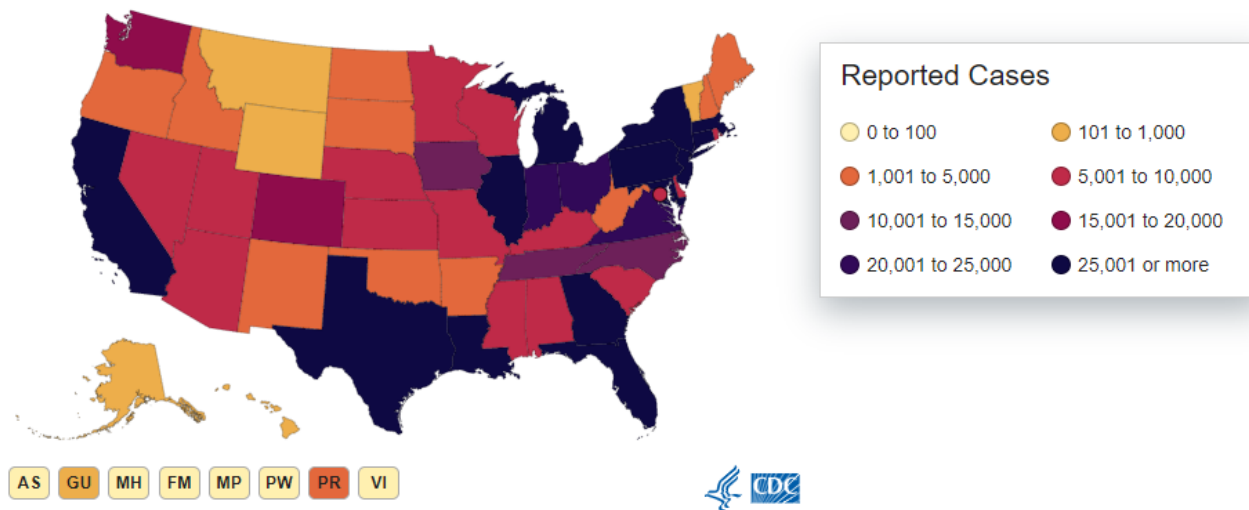 Reported Cases
0 to 100
101 to 1,000
1,001 to 5,000
5,001 to 10,000
10,001 to 15,000
15,001 to 20,000
20,001 to 25,000
25,001 or more
AS GU MH FM MP PW PR VI
CDC